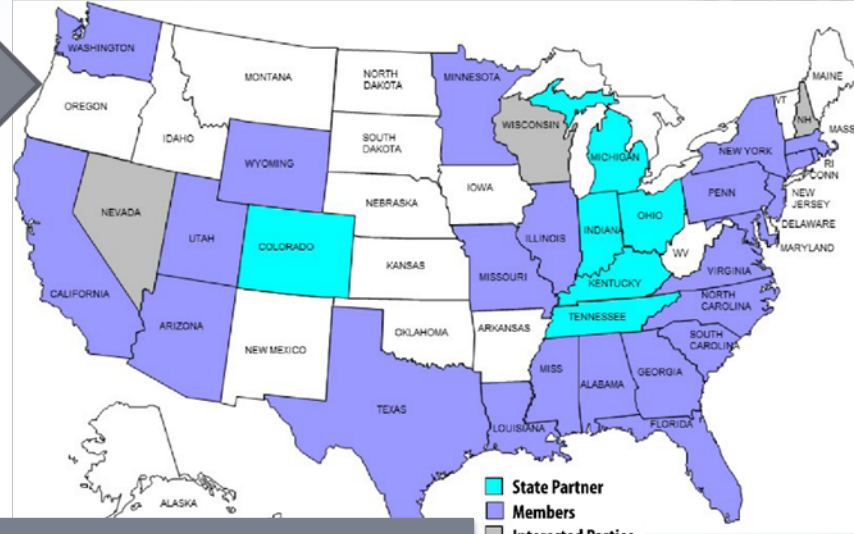 WASHINGTON
MONTANA
NORTH
DAKOTA
MINNESOTA
MAINE
OREGON
IDAHO
SOUTH
DAKOTA
WISCONSIN
MICHIGAN
VT
NH
MASS
NEW YORK
RI
CONN
WYOMING
IOWA
NEBRASKA
PENN
NEW
JERSEY
NEVADA
UTAH
COLORADO
ILLINOIS
INDIANA
OHIO
WV
DELAWARE
MARYLAND
KANSAS
MISSOURI
KENTUCKY
VIRGINIA
CALIFORNIA
ARIZONA
NEW MEXICO
OKLAHOMA
ARKANSAS
TENNESSEE
NORTH
CAROLINA
SOUTH
CAROLINA
TEXAS
LOUISIANA
MISS
ALABAMA
GEORGIA
FLORIDA
ALASKA
State Partner
Members
Interested Parties